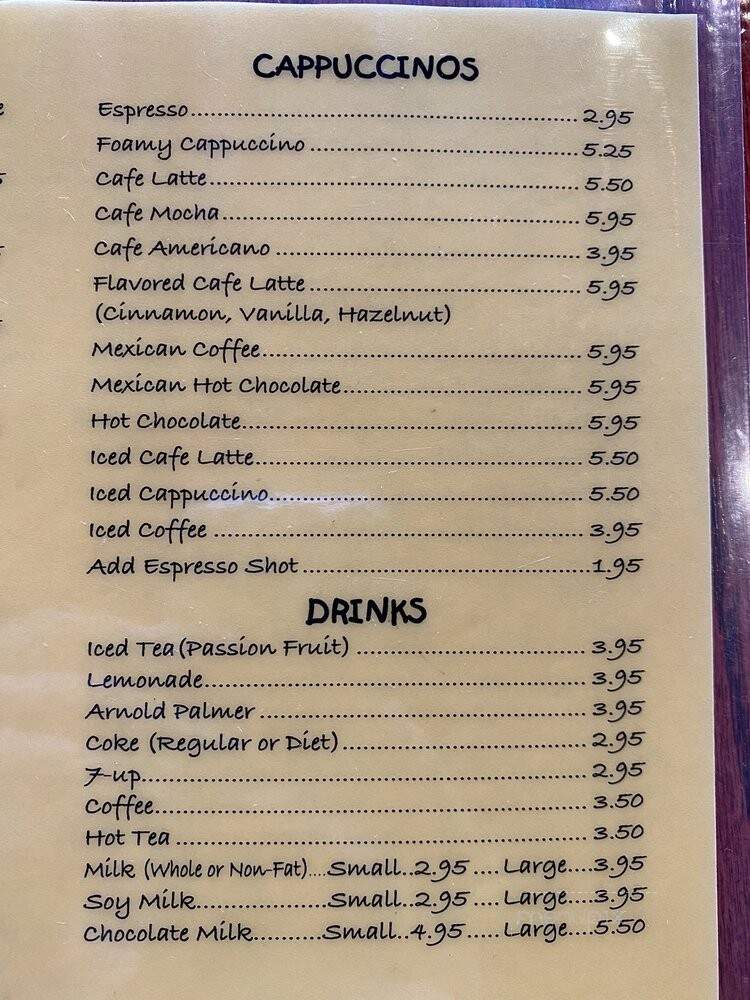 CAPPUCCINOS
Espresso.......................................................... 2.95
Foamy Cappuccino ......................................... 5.25
Cafe Latte....................................................... 5.50
Cafe Mocha..................................................... 5.95
Cafe Americano .............................................. 3.95
Flavored Cafe Latte ......................................... 5.95
(Cinnamon, Vanilla, Hazelnut)
Mexican Coffee................................................ 5.95
Mexican Hot Chocolate.................................... 5.95
Hot Chocolate................................................... 5.95
Iced Cafe Latte................................................. 5.50
Iced Cappuccino............................................... 5.50
Iced Coffee ....................................................... 3.95
Add Espresso Shot ...........................................1.95
DRINKS
Iced Tea (Passion Fruit) .................................. 3.95
Lemonade......................................................... 3.95
Arnold Palmer ................................................. 3.95
Coke (Regular or Diet) ..................................... 2.95
7-up.................................................................. 2.95
Coffee................................................................ 3.50
Hot Tea ............................................................. 3.50
Milk (Whole or Non-Fat)....Small..2.95 .... Large....3.95
Soy Milk...................Small..2.95 .... Large....3.95
Chocolate Milk..........Small..4.95 ..... Large....5.50